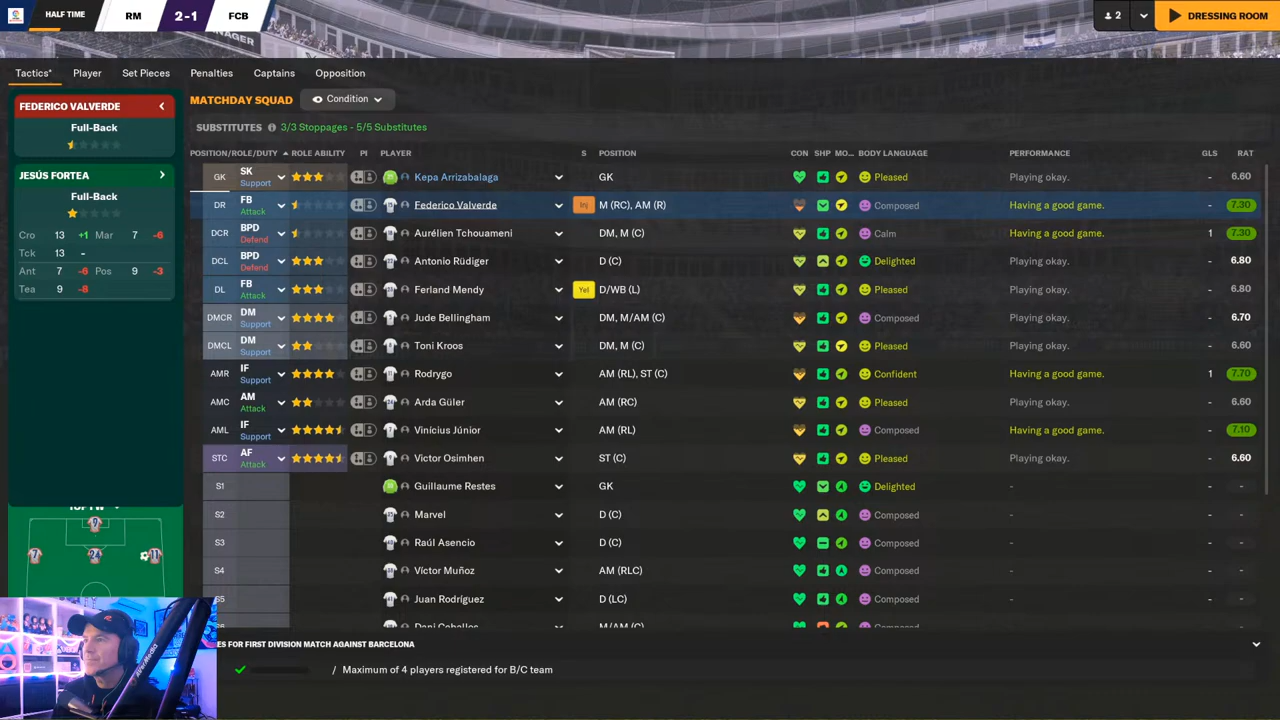 HALF TIME RM 2-1 FCB 2 DRESSING ROOM
Tactics* Player Set Pieces Penalties Captains Opposition
FEDERICO VALVERDE
Full-Back
JESÚS FORTEA
Full-Back
Cro 13 +1 Mar 7 -6
Tck 13 -
Ant 7 -6 Pos 9 -3
Tea 9 -8
MATCHDAY SQUAD Condition
SUBSTITUTES 3/3 Stoppages - 5/5 Substitutes
POSITION/ROLE/DUTY ROLE ABILITY PI PLAYER S POSITION CON SHP MO... BODY LANGUAGE PERFORMANCE GLS RAT
GK SK Support Kepa Arrizabalaga GK Pleased Playing okay. - 6.60
DR FB Attack Federico Valverde Inj M (RC), AM (R) Composed Having a good game. - 7.30
DCR BPD Defend Aurélien Tchouameni DM, M (C) Calm Having a good game. 1 7.30
DCL BPD Defend Antonio Rüdiger D (C) Delighted Playing okay. - 6.80
DL FB Attack Ferland Mendy Yel D/WB (L) Pleased Playing okay. - 6.80
DMCR DM Support Jude Bellingham DM, M/AM (C) Composed Playing okay. - 6.70
DMCL DM Support Toni Kroos DM, M (C) Pleased Playing okay. - 6.60
AMR IF Support Rodrygo AM (RL), ST (C) Confident Having a good game. 1 7.70
AMC AM Attack Arda Güler AM (RC) Pleased Playing okay. - 6.60
AML IF Support Vinícius Júnior AM (RL) Composed Having a good game. - 7.10
STC AF Attack Victor Osimhen ST (C) Pleased Playing okay. - 6.60
S1 Guillaume Restes GK Delighted - - -
S2 Marvel D (C) Composed - - -
S3 Raúl Asencio D (C) Composed - - -
S4 Víctor Muñoz AM (RLC) Composed - - -
S5 Juan Rodríguez D (LC) Composed - - -
Dani Ceballos M/AM (C) Composed
ES FOR FIRST DIVISION MATCH AGAINST BARCELONA
/ Maximum of 4 players registered for B/C team